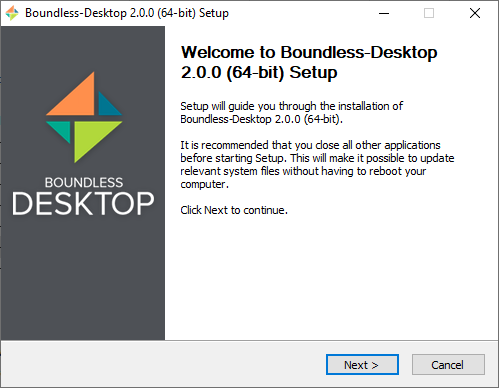 Boundless-Desktop 2.0.0 (64-bit) Setup
Welcome to Boundless-Desktop
2.0.0 (64-bit) Setup
Setup will guide you through the installation of
Boundless-Desktop 2.0.0 (64-bit).
It is recommended that you close all other applications
before starting Setup. This will make it possible to update
relevant system files without having to reboot your
computer.
Click Next to continue.
BOUNDLESS
DESKTOP
Next >
Cancel